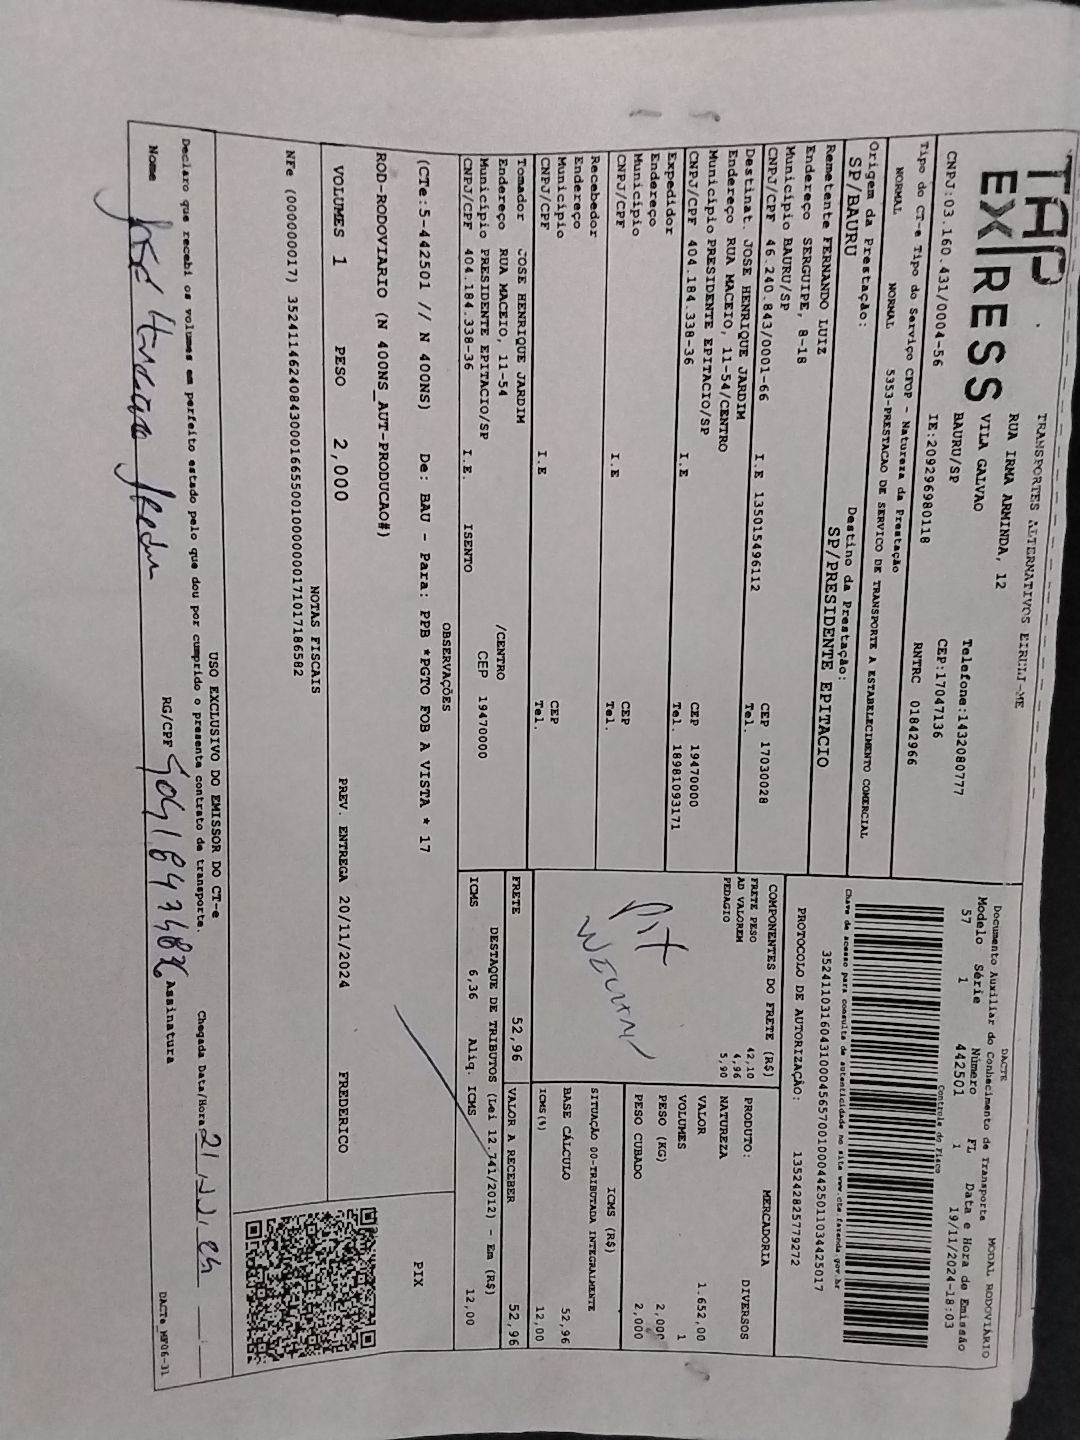 TAP
EXPRESS
TRANSPORTES ALTERNATIVOS EIRULI-ME
RUA IRMA ARMINDA, 12
VILA GALVAO
BAURU/SP
Telefone:1432080777
CEP:17047136
CNPJ:03.160.431/0004-56 IE:209296980118 RNTRC 01842966
Tipo do CT-e Tipo do Serviço CFOP - Natureza da Prestação
NORMAL NORMAL 5353-PRESTACAO DE SERVICO DE TRANSPORTE A ESTABELECIMENTO COMERCIAL
Origem da Prestação: Destino da Prestação:
SP/BAURU SP/PRESIDENTE EPITACIO
Remetente FERNANDO LUIZ
Endereço SERGUIPE, 8-18
Município BAURU/SP CEP 17030028
CNPJ/CPF 46.240.843/0001-66 I.E 135015496112 Tel.
Destinat. JOSE HENRIQUE JARDIM
Endereço RUA MACEIO, 11-54/CENTRO
Município PRESIDENTE EPITACIO/SP CEP 19470000
CNPJ/CPF 404.184.338-36 I.E Tel. 18981093171
Expedidor
Endereço
Município CEP
CNPJ/CPF I.E Tel.
Recebedor
Endereço
Município CEP
CNPJ/CPF I.E Tel.
Tomador JOSE HENRIQUE JARDIM
Endereço RUA MACEIO, 11-54 /CENTRO
Município PRESIDENTE EPITACIO/SP CEP 19470000
CNPJ/CPF 404.184.338-36 I.E. ISENTO
DACTE
Documento Auxiliar do Conhecimento de Transporte MODAL RODOVIÁRIO
Modelo Série Número FL Data e Hora de Emissão
57 1 442501 1 19/11/2024-18:03
Controle do Fisco
Chave de acesso para consulta de autenticidade no site www.cte.fazenda.gov.br
35241103160431000456570010004425011034425017
PROTOCOLO DE AUTORIZAÇÃO: 135242825779272
COMPONENTES DO FRETE (R$)
FRETE PESO 42,10
AD VALOREM 4,96
PEDAGIO 5,90
Pix
MERCADORIA
PRODUTO: DIVERSOS
NATUREZA
VALOR 1.652,00
VOLUMES 1
PESO (KG) 2,000
PESO CUBADO 2,000
ICMS (R$)
SITUAÇÃO 00-TRIBUTADA INTEGRALMENTE
BASE CÁLCULO 52,96
ICMS(%) 12,00
FRETE 52,96 VALOR A RECEBER 52,96
DESTAQUE DE TRIBUTOS (Lei 12.741/2012) - Em (R$)
ICMS 6,36 Aliq. ICMS 12,00
OBSERVAÇÕES
(CTe:5-442501 // N 400NS) De: BAU - Para: PPB *PGTO FOB A VISTA * 17
ROD-RODOVIARIO (N 400NS_AUT-PRODUCAO#)
PIX
VOLUMES 1 PESO 2,000 PREV. ENTREGA 20/11/2024 FREDERICO
NOTAS FISCAIS
NFe (000000017) 35241146240843000166550010000000171017186582
USO EXCLUSIVO DO EMISSOR DO CT-e
Declaro que recebi os volumes em perfeito estado pelo que dou por cumprido o presente contrato de transporte. Chegada Data/Hora
Nome José Henrique Jardim RG/CPF Assinatura
DACTe_MP06-31